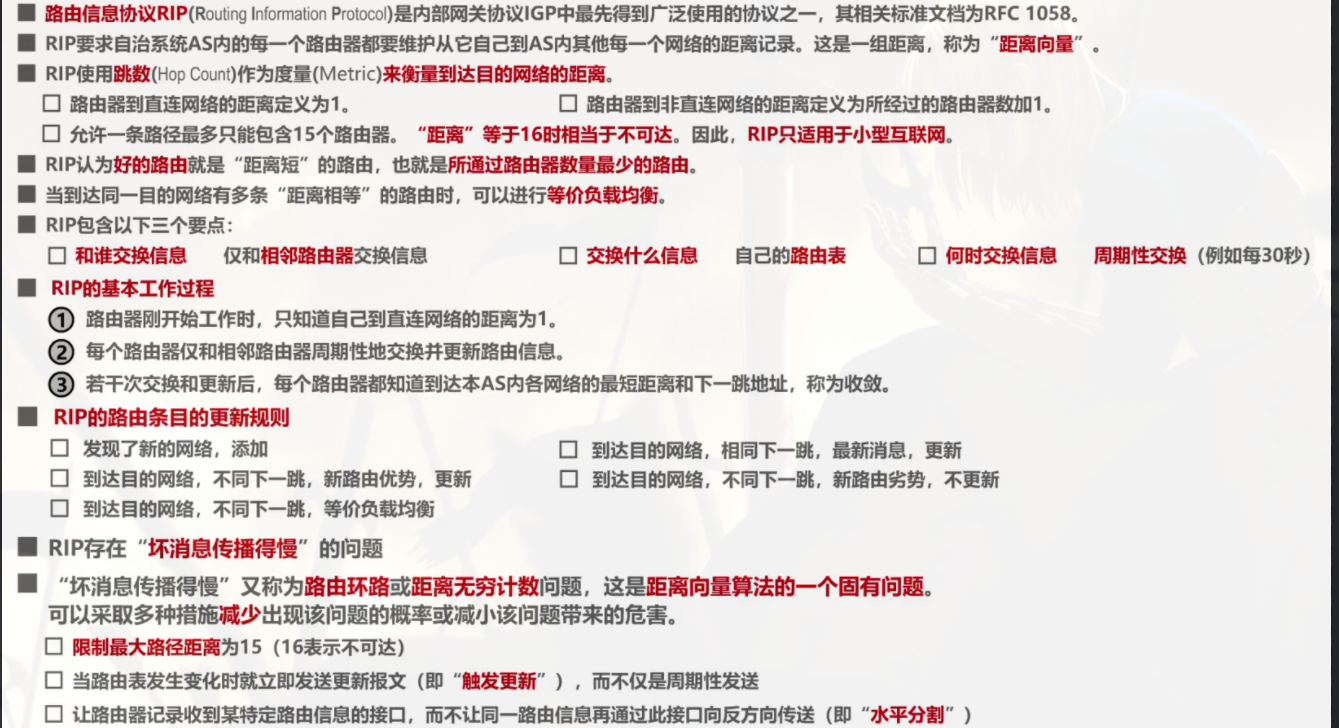 ■ 路由信息协议RIP(Routing Information Protocol)是内部网关协议IGP中最先得到广泛使用的协议之一，其相关标准文档为RFC 1058。
■ RIP要求自治系统AS内的每一个路由器都要维护从它自己到AS内其他每一个网络的距离记录。这是一组距离，称为“距离向量”。
■ RIP使用跳数(Hop Count)作为度量(Metric)来衡量到达目的网络的距离。
□ 路由器到直连网络的距离定义为1。 □ 路由器到非直连网络的距离定义为所经过的路由器数加1。
□ 允许一条路径最多只能包含15个路由器。“距离”等于16时相当于不可达。因此，RIP只适用于小型互联网。
■ RIP认为好的路由就是“距离短”的路由，也就是所通过路由器数量最少的路由。
■ 当到达同一目的网络有多条“距离相等”的路由时，可以进行等价负载均衡。
■ RIP包含以下三个要点：
□ 和谁交换信息 仅和相邻路由器交换信息 □ 交换什么信息 自己的路由表 □ 何时交换信息 周期性交换（例如每30秒）
■ RIP的基本工作过程
① 路由器刚开始工作时，只知道自己到直连网络的距离为1。
② 每个路由器仅和相邻路由器周期性地交换并更新路由信息。
③ 若干次交换和更新后，每个路由器都知道到达本AS内各网络的最短距离和下一跳地址，称为收敛。
■ RIP的路由条目的更新规则
□ 发现了新的网络，添加 □ 到达目的网络，相同下一跳，最新消息，更新
□ 到达目的网络，不同下一跳，新路由优势，更新 □ 到达目的网络，不同下一跳，新路由劣势，不更新
□ 到达目的网络，不同下一跳，等价负载均衡
■ RIP存在“坏消息传播得慢”的问题
■ “坏消息传播得慢”又称为路由环路或距离无穷计数问题，这是距离向量算法的一个固有问题。
可以采取多种措施减少出现该问题的概率或减小该问题带来的危害。
□ 限制最大路径距离为15（16表示不可达）
□ 当路由表发生变化时就立即发送更新报文（即“触发更新”），而不仅是周期性发送
□ 让路由器记录收到某特定路由信息的接口，而不让同一路由信息再通过此接口向反方向传送（即“水平分割”）